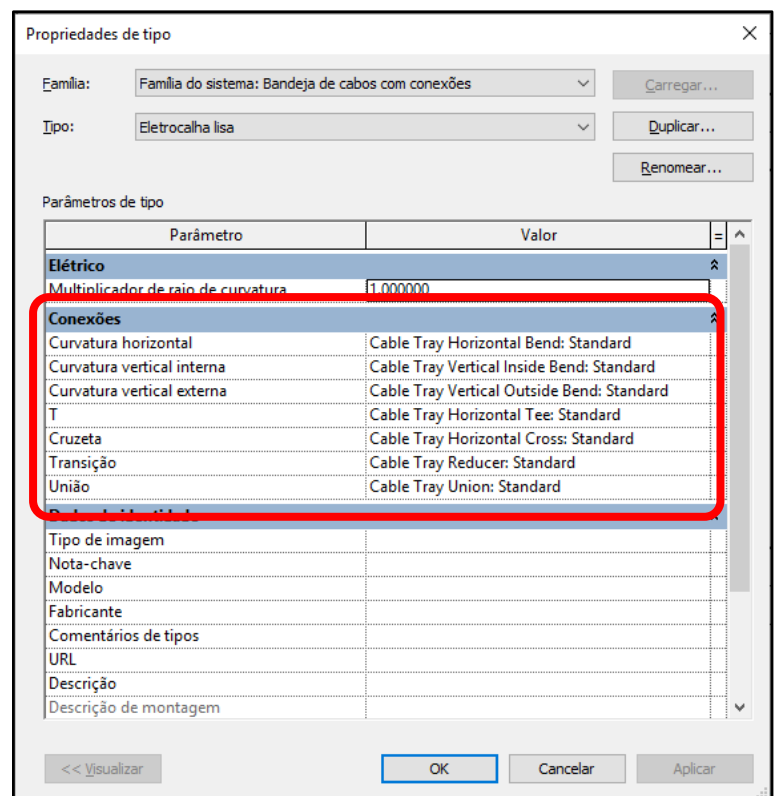 Propriedades de tipo
Família: Família do sistema: Bandeja de cabos com conexões Carregar...
Tipo: Eletrocalha lisa Duplicar...
Renomear...
Parâmetros de tipo
Parâmetro Valor =
Elétrico
Multiplicador de raio de curvatura 1.000000
Conexões
Curvatura horizontal Cable Tray Horizontal Bend: Standard
Curvatura vertical interna Cable Tray Vertical Inside Bend: Standard
Curvatura vertical externa Cable Tray Vertical Outside Bend: Standard
T Cable Tray Horizontal Tee: Standard
Cruzeta Cable Tray Horizontal Cross: Standard
Transição Cable Tray Reducer: Standard
União Cable Tray Union: Standard
Dados de identidade
Tipo de imagem
Nota-chave
Modelo
Fabricante
Comentários de tipos
URL
Descrição
Descrição de montagem
<< Visualizar OK Cancelar Aplicar